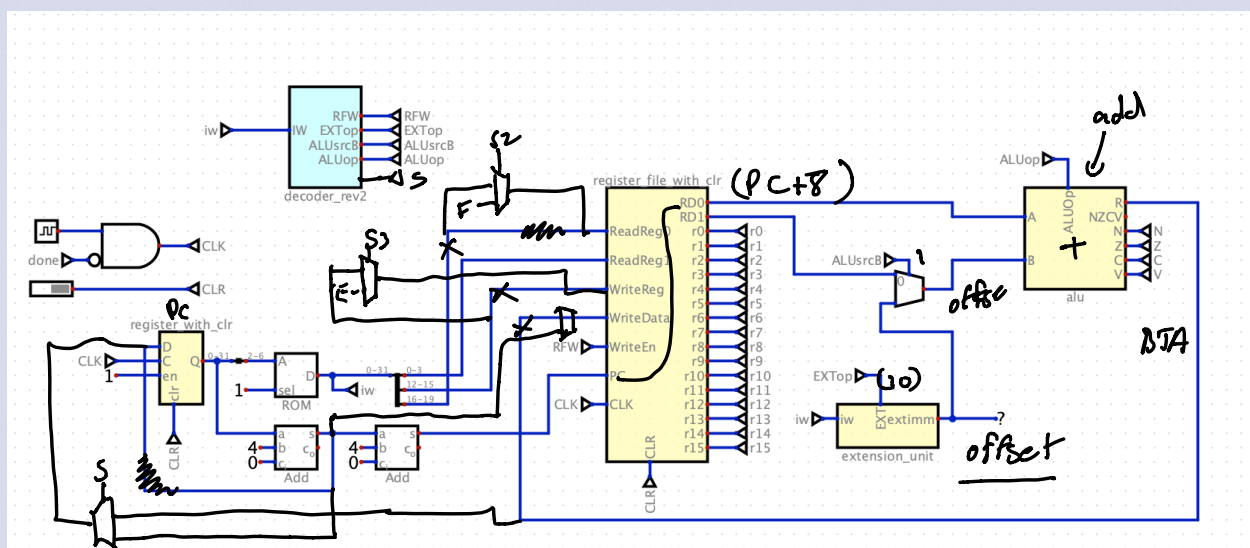 add
S2
RFW
RFW
iw
IW
EXTop
EXTop
ALUsrcB
ALUsrcB
ALUop
ALUop
S
decoder_rev2
ALUop
register_file_with_clr
(PC+8)
F
RD0
RD1
ALUOp
A
R
NZCV
CLK
done
ReadReg0
r0
r0
N
N
r1
r1
Z
Z
S3
ReadReg1
r2
r2
ALUsrcB
1
B
C
C
r3
r3
V
V
CLR
E
WriteReg
r4
r4
0
alu
r5
r5
offse
PC
WriteData
r6
r6
register_with_clr
r7
r7
BTA
D
RFW
WriteEn
r8
r8
CLK
C
Q
0-31
2-6
A
D
0-31
0-3
r9
r9
1
en
12-15
PC
r10
r10
EXTop
(10)
1
sel
iw
16-19
r11
r11
clr
ROM
CLK
CLK
r12
r12
r13
r13
iw
iw
EXT
extimm
?
a
s
a
s
r14
r14
CLR
4
b
4
b
CLR
r15
r15
extension_unit
0
c
0
c
offset
Add
Add
S
CLR